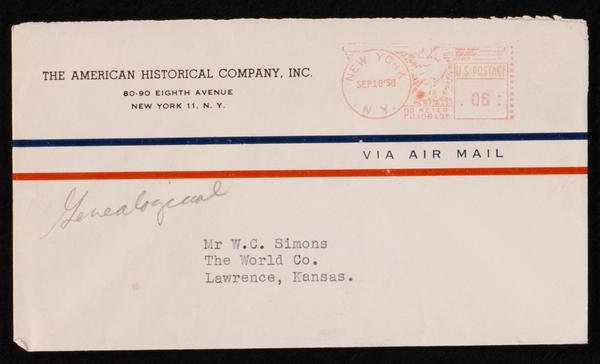 THE AMERICAN HISTORICAL COMPANY, INC.
80-90 EIGHTH AVENUE
NEW YORK 11, N. Y.
NEW YORK
SEP 18 '50
N. Y.
U.S. POSTAGE
06
VIA AIR MAIL
Genealogical
Mr W.C. Simons
The World Co.
Lawrence, Kansas.